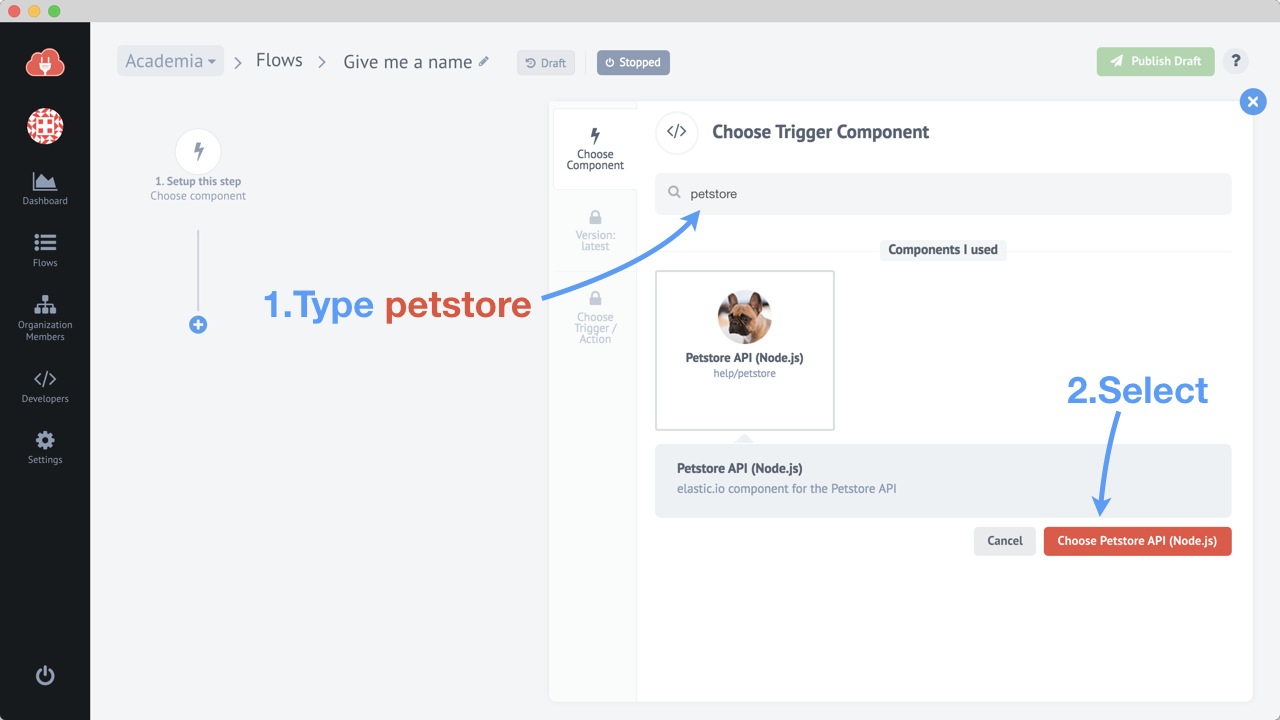 Academia
Flows
Give me a name
Draft
Stopped
Publish Draft
?
Dashboard
Flows
Organization
Members
Developers
Settings
1. Setup this step
Choose component
Choose
Component
Version:
latest
Choose
Trigger /
Action
Choose Trigger Component
petstore
Components I used
1.Type petstore
Petstore API (Node.js)
help/petstore
2.Select
Petstore API (Node.js)
elastic.io component for the Petstore API
Cancel
Choose Petstore API (Node.js)